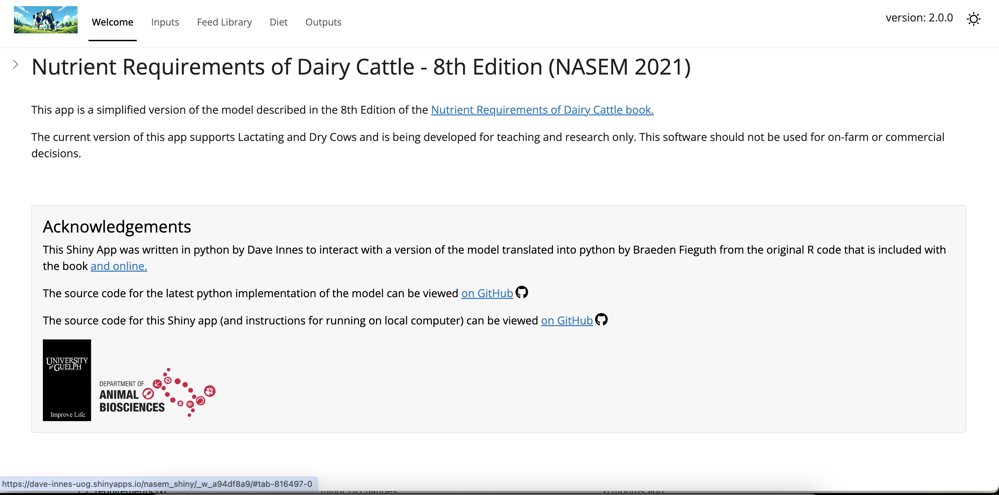 Welcome Inputs Feed Library Diet Outputs version: 2.0.0
Nutrient Requirements of Dairy Cattle - 8th Edition (NASEM 2021)
This app is a simplified version of the model described in the 8th Edition of the Nutrient Requirements of Dairy Cattle book.
The current version of this app supports Lactating and Dry Cows and is being developed for teaching and research only. This software should not be used for on-farm or commercial
decisions.
Acknowledgements
This Shiny App was written in python by Dave Innes to interact with a version of the model translated into python by Braeden Fieguth from the original R code that is included with
the book and online.
The source code for the latest python implementation of the model can be viewed on GitHub
The source code for this Shiny app (and instructions for running on local computer) can be viewed on GitHub
UNIVERSITY
of GUELPH
Improve Life.
DEPARTMENT OF
ANIMAL
BIOSCIENCES
https://dave-innes-uog.shinyapps.io/nasem_shiny/_w_a94df8a9/#tab-816497-0